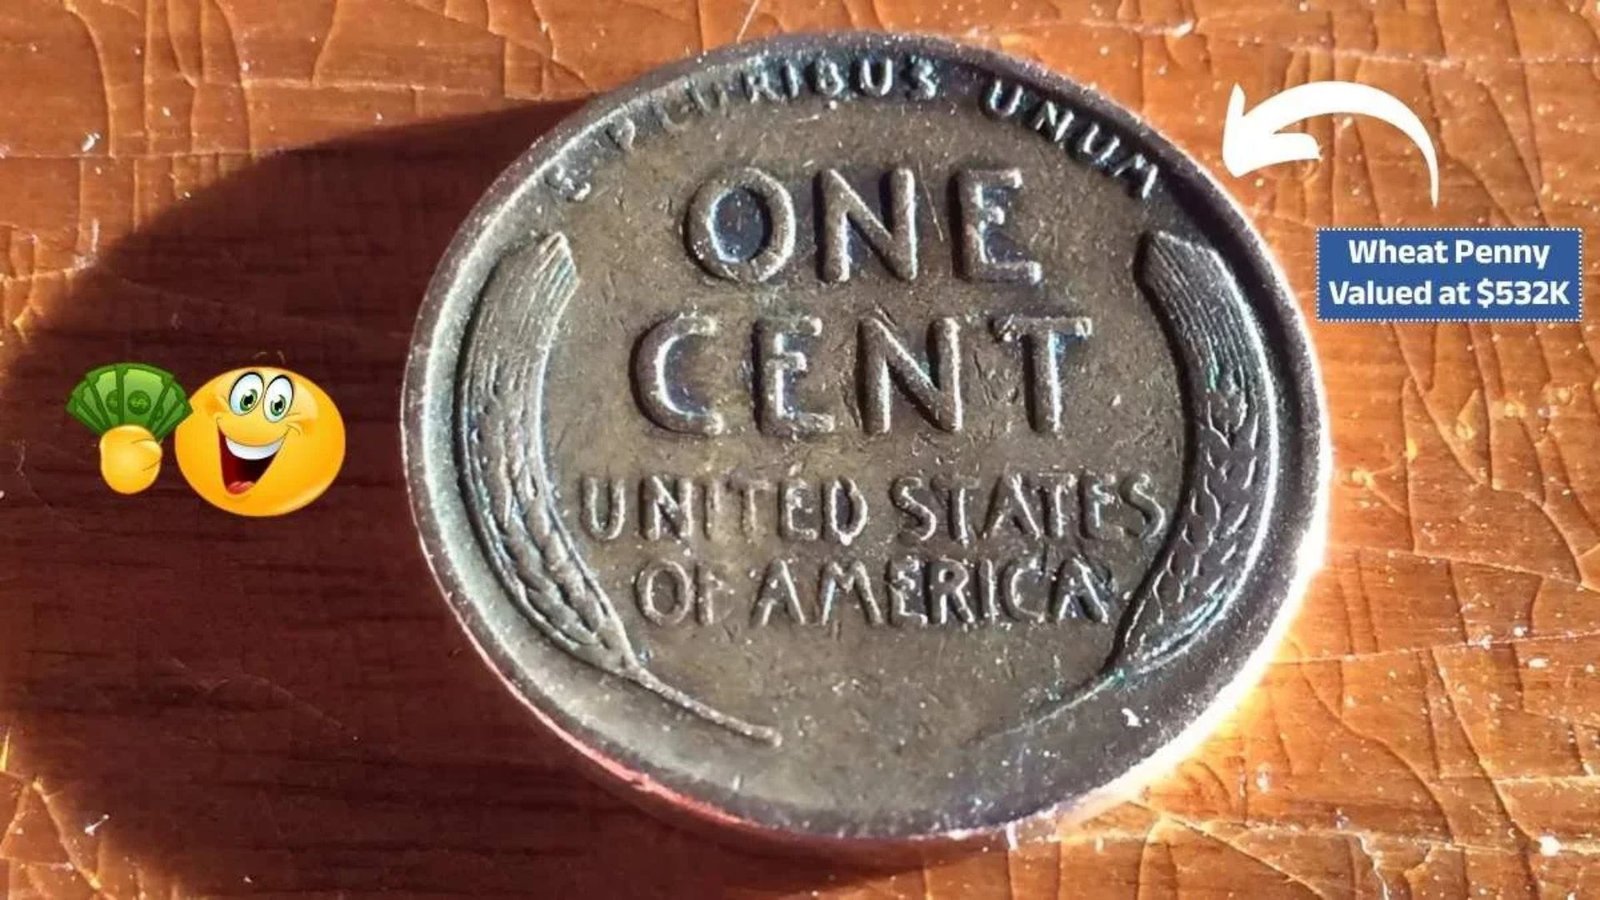 E PLURIBUS UNUM
ONE
CENT
UNITED STATES
OF AMERICA
Wheat Penny
Valued at $532K